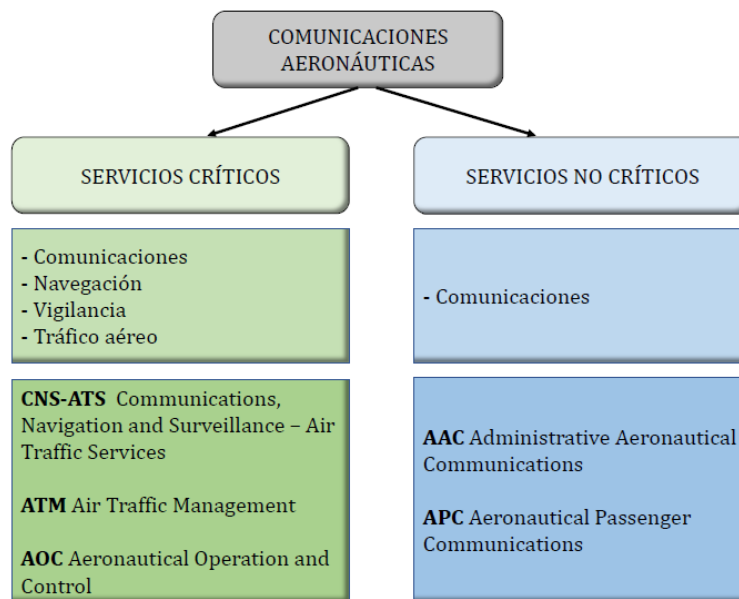 COMUNICACIONES
AERONÁUTICAS
SERVICIOS CRÍTICOS
- Comunicaciones
- Navegación
- Vigilancia
- Tráfico aéreo
CNS-ATS Communications,
Navigation and Surveillance – Air
Traffic Services
ATM Air Traffic Management
AOC Aeronautical Operation and
Control
SERVICIOS NO CRÍTICOS
- Comunicaciones
AAC Administrative Aeronautical
Communications
APC Aeronautical Passenger
Communications